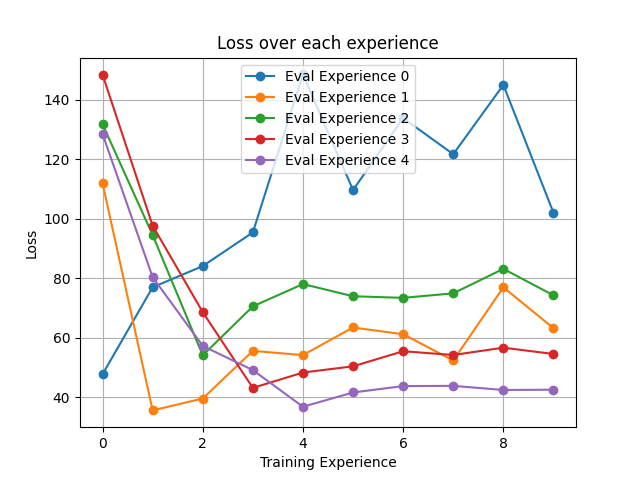 Loss over each experience
Eval Experience 0
Eval Experience 1
Eval Experience 2
Eval Experience 3
Eval Experience 4
Loss
140
120
100
80
60
40
0 2 4 6 8
Training Experience